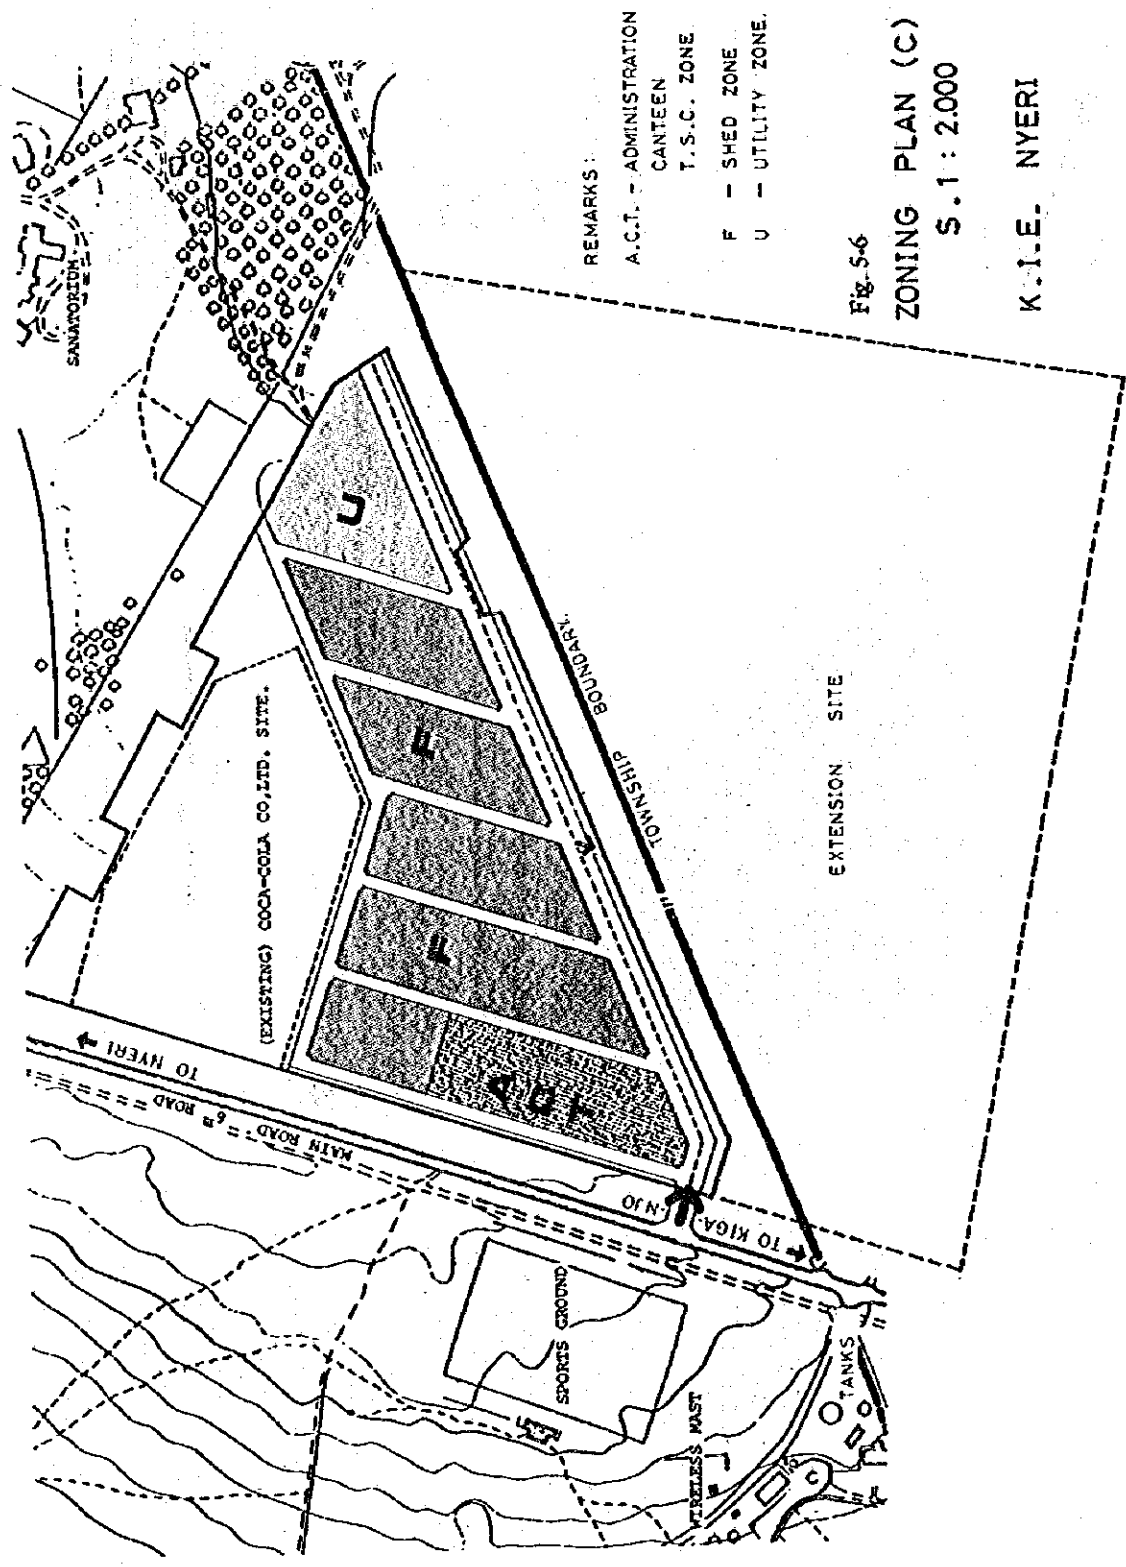 SANATORIUM
(EXISTING) COCA-COLA CO.LTD. SITE.
U
F
F
A C T
TO NYERI
MAIN ROAD 6m ROAD
TO KIGA-
-NJO
TOWNSHIP BOUNDARY.
EXTENSION SITE
SPORTS GROUND
WIRELESS MAST
TANKS
REMARKS:
A.C.T. - ADMINISTRATION
CANTEEN
T.S.C. ZONE
F - SHED ZONE
U - UTILITY ZONE.
Fig. 5-6
ZONING PLAN (C)
S. 1 : 2.000
K.I.E. NYERI